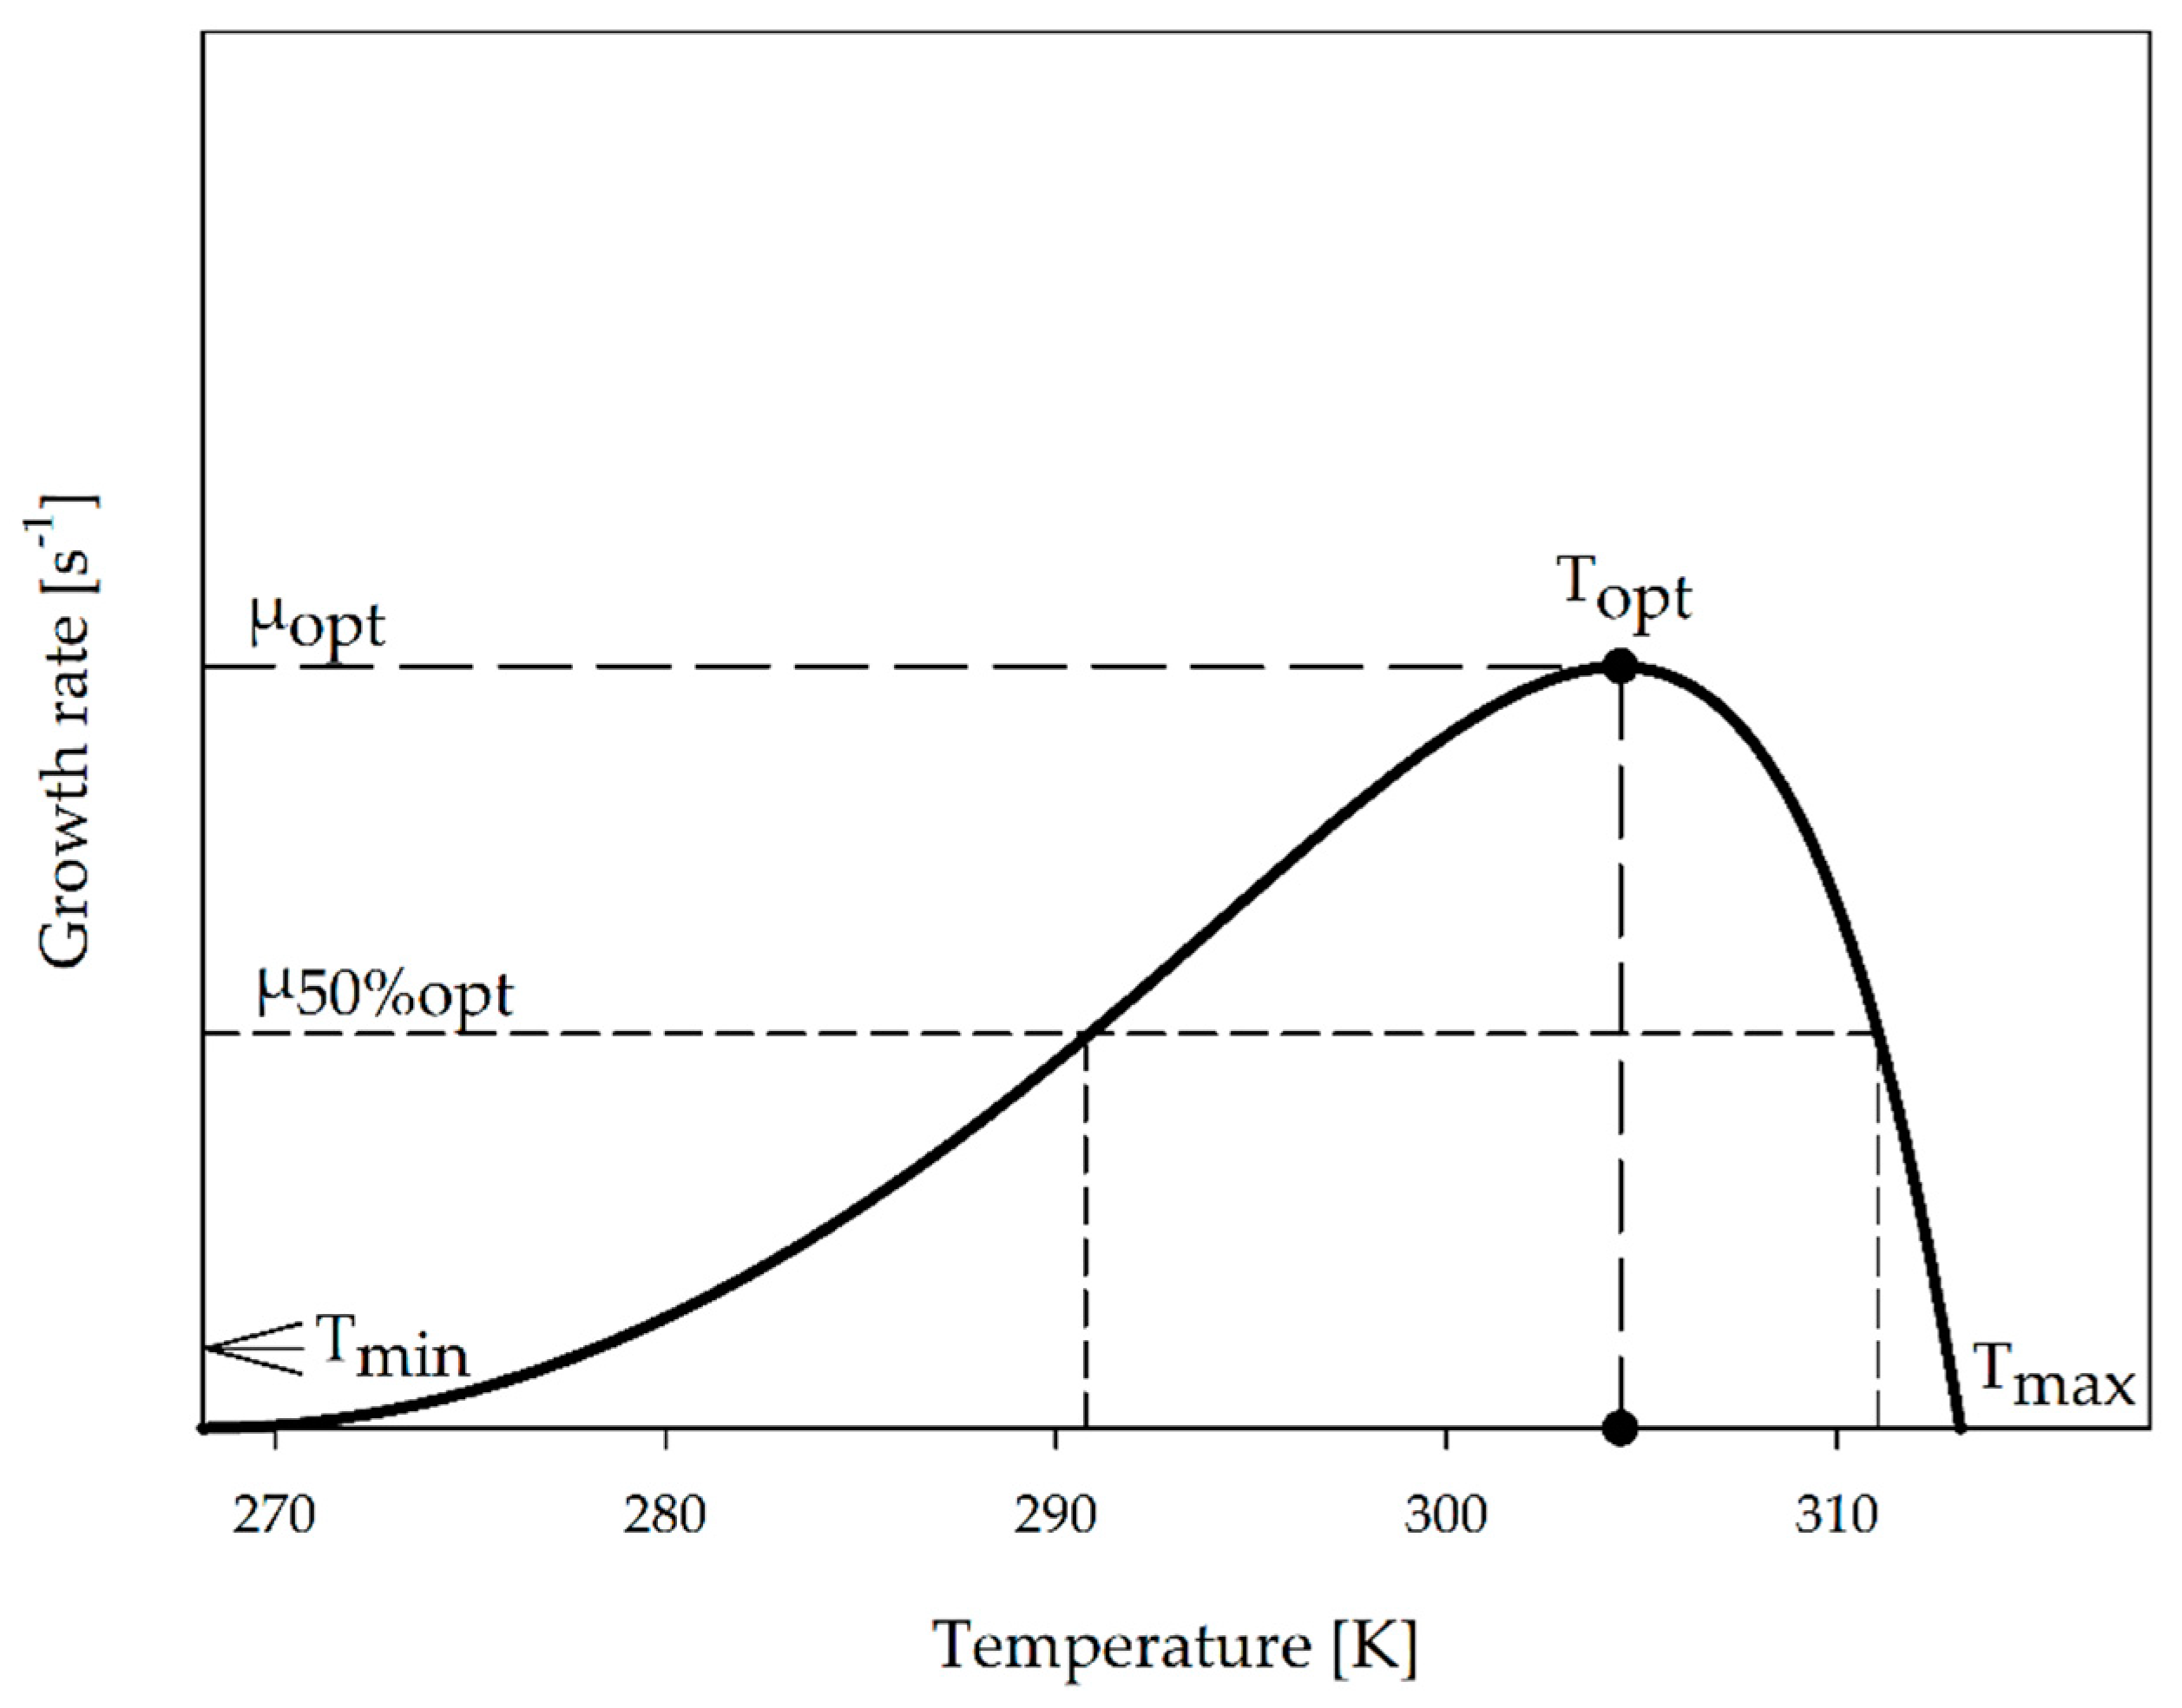 Growth rate [s-1]
Topt
μopt
μ50%opt
Tmin
Tmax
270 280 290 300 310
Temperature [K]